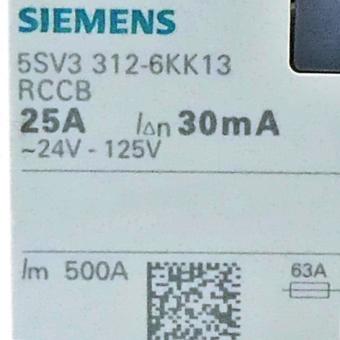 SIEMENS
5SV3 312-6KK13
RCCB
25A IΔn 30mA
~24V - 125V
Im 500A 63A